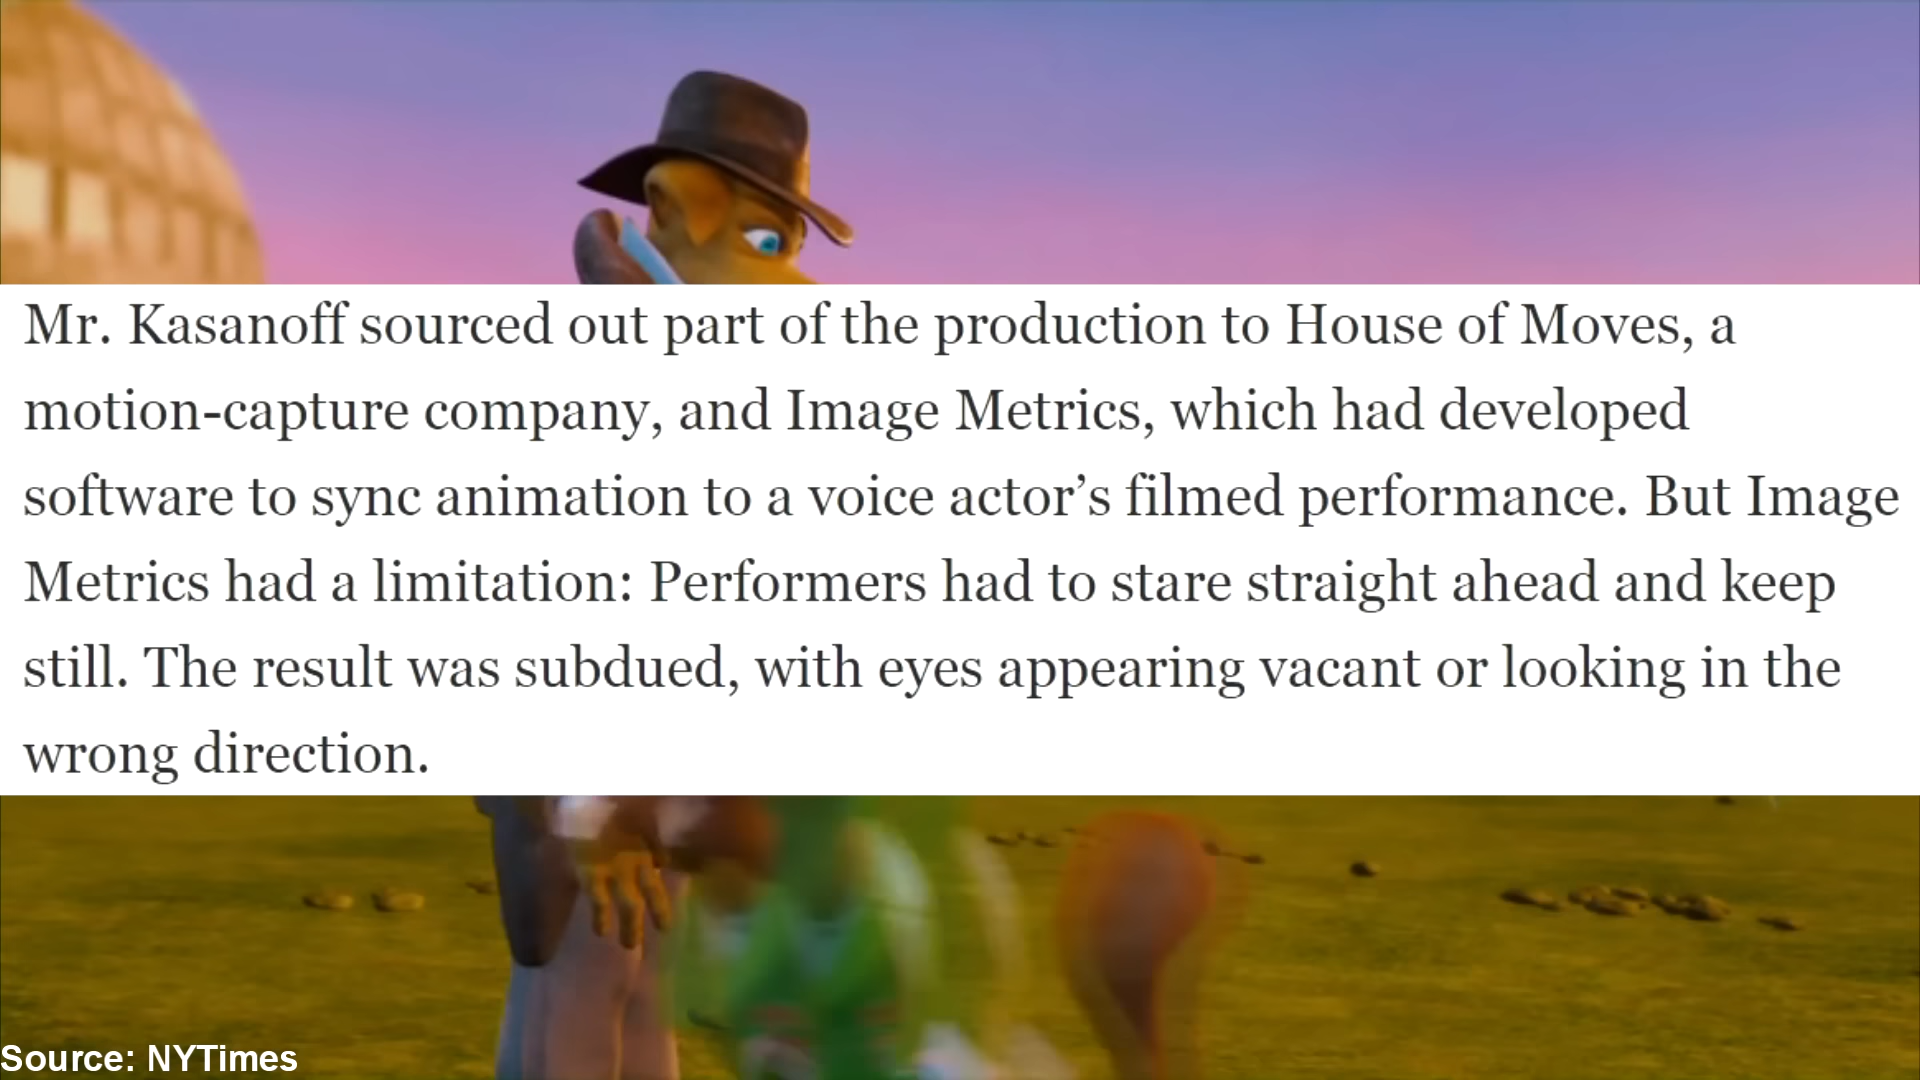 Mr. Kasanoff sourced out part of the production to House of Moves, a
motion-capture company, and Image Metrics, which had developed
software to sync animation to a voice actor’s filmed performance. But Image
Metrics had a limitation: Performers had to stare straight ahead and keep
still. The result was subdued, with eyes appearing vacant or looking in the
wrong direction.
Source: NYTimes